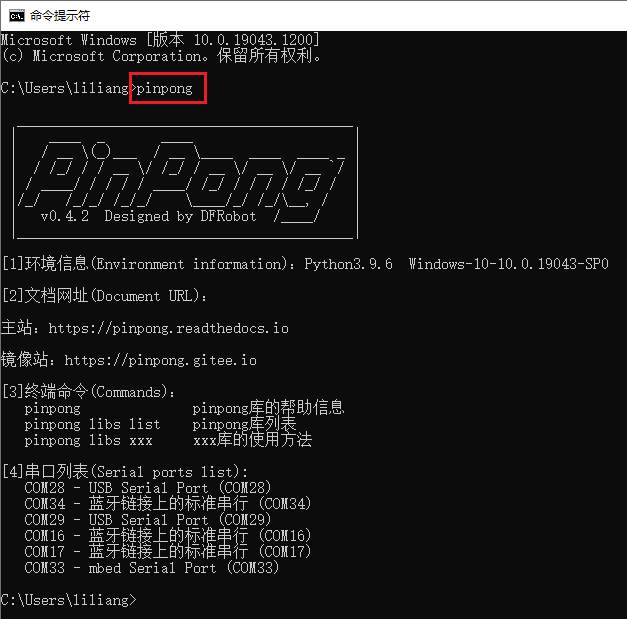 命令提示符
Microsoft Windows [版本 10.0.19043.1200]
(c) Microsoft Corporation。保留所有权利。
C:\Users\liliang>pinpong
PinPong
v0.4.2  Designed by DFRobot
[1]环境信息(Environment information)：Python3.9.6  Windows-10-10.0.19043-SP0
[2]文档网址(Document URL)：
主站：https://pinpong.readthedocs.io
镜像站：https://pinpong.gitee.io
[3]终端命令(Commands)：
pinpong              pinpong库的帮助信息
pinpong libs list    pinpong库列表
pinpong libs xxx     xxx库的使用方法
[4]串口列表(Serial ports list):
COM28 - USB Serial Port (COM28)
COM34 - 蓝牙链接上的标准串行 (COM34)
COM29 - USB Serial Port (COM29)
COM16 - 蓝牙链接上的标准串行 (COM16)
COM17 - 蓝牙链接上的标准串行 (COM17)
COM33 - mbed Serial Port (COM33)
C:\Users\liliang>